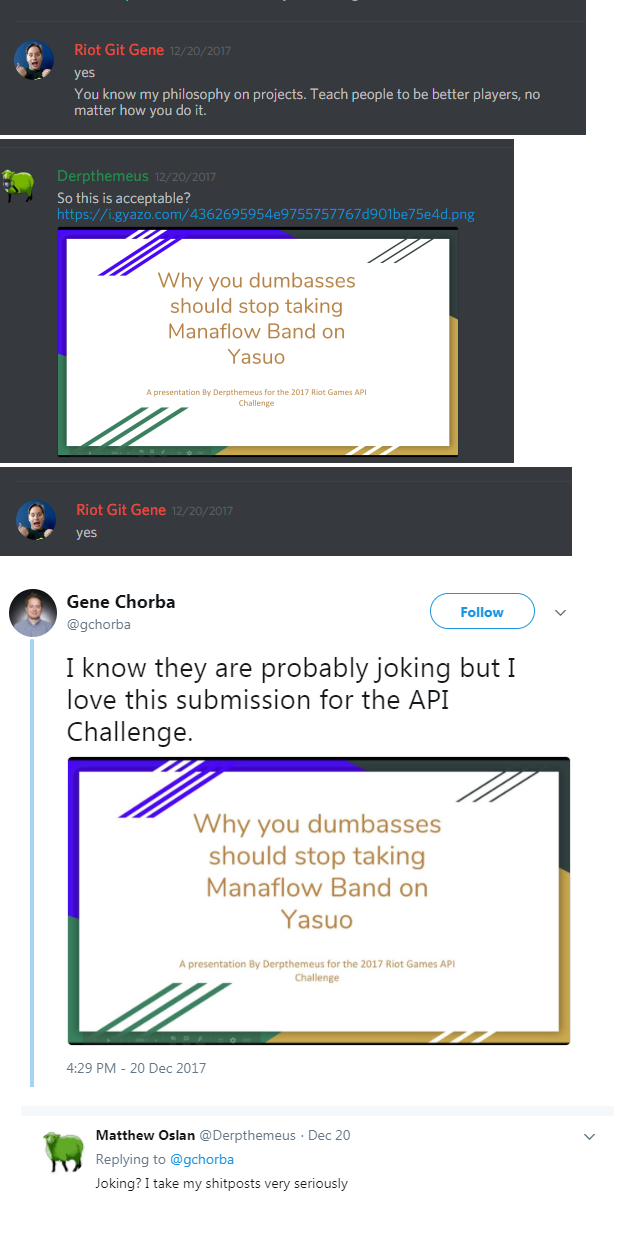 Riot Git Gene 12/20/2017
yes
You know my philosophy on projects. Teach people to be better players, no
matter how you do it.
Derpthemeus 12/20/2017
So this is acceptable?
https://i.gyazo.com/4362695954e9755757767d901be75e4d.png
Why you dumbasses
should stop taking
Manaflow Band on
Yasuo
A presentation By Derpthemeus for the 2017 Riot Games API
Challenge
Riot Git Gene 12/20/2017
yes
Gene Chorba
@gchorba
Follow
I know they are probably joking but I
love this submission for the API
Challenge.
Why you dumbasses
should stop taking
Manaflow Band on
Yasuo
A presentation By Derpthemeus for the 2017 Riot Games API
Challenge
4:29 PM - 20 Dec 2017
Matthew Oslan @Derpthemeus · Dec 20
Replying to @gchorba
Joking? I take my shitposts very seriously